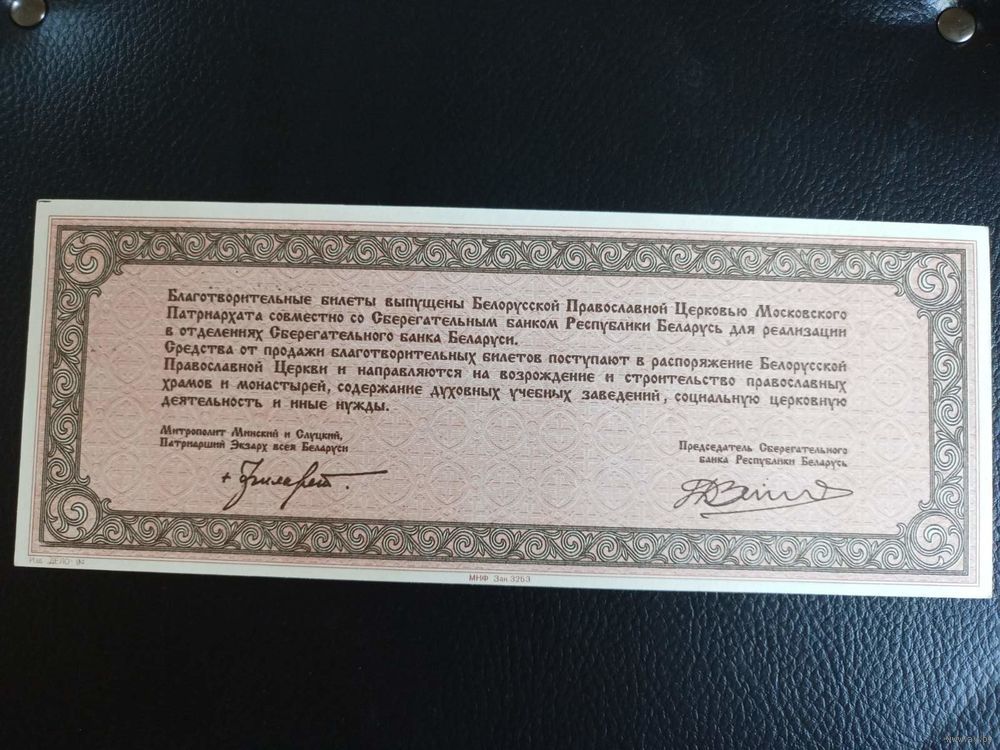 Благотворительные билеты выпущены Белорусской Православной Церковью Московского
Патриархата совместно со Сберегательным банком Республики Беларусь для реализации
в отделениях Сберегательного банка Беларуси.
Средства от продажи благотворительных билетов поступают в распоряжение Белорусской
Православной Церкви и направляются на возрождение и строительство православных
храмов и монастырей, содержание духовных учебных заведений, социальную церковную
деятельность и иные нужды.
Митрополит Минский и Слуцкий,
Патриарший Экзарх всея Беларуси
Председатель Сберегательного
банка Республики Беларусь
+ Филарет.
МНФ Зак 3253